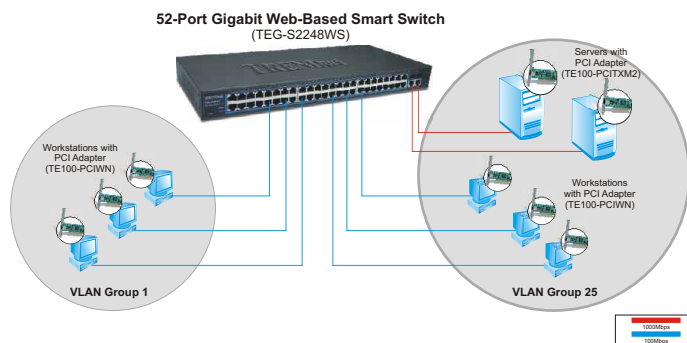 52-Port Gigabit Web-Based Smart Switch
(TEG-S2248WS)
TRENDnet
Servers with
PCI Adapter
(TE100-PCITXM2)
Workstations with
PCI Adapter
(TE100-PCIWN)
Workstations
with PCI Adapter
(TE100-PCIWN)
VLAN Group 1
VLAN Group 25
1000Mbps
100Mbps